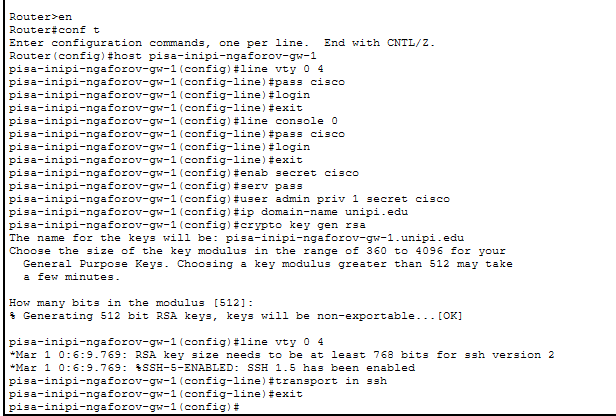 Router>en
Router#conf t
Enter configuration commands, one per line.  End with CNTL/Z.
Router(config)#host pisa-inipi-ngaforov-gw-1
pisa-inipi-ngaforov-gw-1(config)#line vty 0 4
pisa-inipi-ngaforov-gw-1(config-line)#pass cisco
pisa-inipi-ngaforov-gw-1(config-line)#login
pisa-inipi-ngaforov-gw-1(config-line)#exit
pisa-inipi-ngaforov-gw-1(config)#line console 0
pisa-inipi-ngaforov-gw-1(config-line)#pass cisco
pisa-inipi-ngaforov-gw-1(config-line)#login
pisa-inipi-ngaforov-gw-1(config-line)#exit
pisa-inipi-ngaforov-gw-1(config)#enab secret cisco
pisa-inipi-ngaforov-gw-1(config)#serv pass
pisa-inipi-ngaforov-gw-1(config)#user admin priv 1 secret cisco
pisa-inipi-ngaforov-gw-1(config)#ip domain-name unipi.edu
pisa-inipi-ngaforov-gw-1(config)#crypto key gen rsa
The name for the keys will be: pisa-inipi-ngaforov-gw-1.unipi.edu
Choose the size of the key modulus in the range of 360 to 4096 for your
  General Purpose Keys. Choosing a key modulus greater than 512 may take
  a few minutes.

How many bits in the modulus [512]:
% Generating 512 bit RSA keys, keys will be non-exportable...[OK]

pisa-inipi-ngaforov-gw-1(config)#line vty 0 4
*Mar 1 0:6:9.769: RSA key size needs to be at least 768 bits for ssh version 2
*Mar 1 0:6:9.769: %SSH-5-ENABLED: SSH 1.5 has been enabled
pisa-inipi-ngaforov-gw-1(config-line)#transport in ssh
pisa-inipi-ngaforov-gw-1(config-line)#exit
pisa-inipi-ngaforov-gw-1(config)#